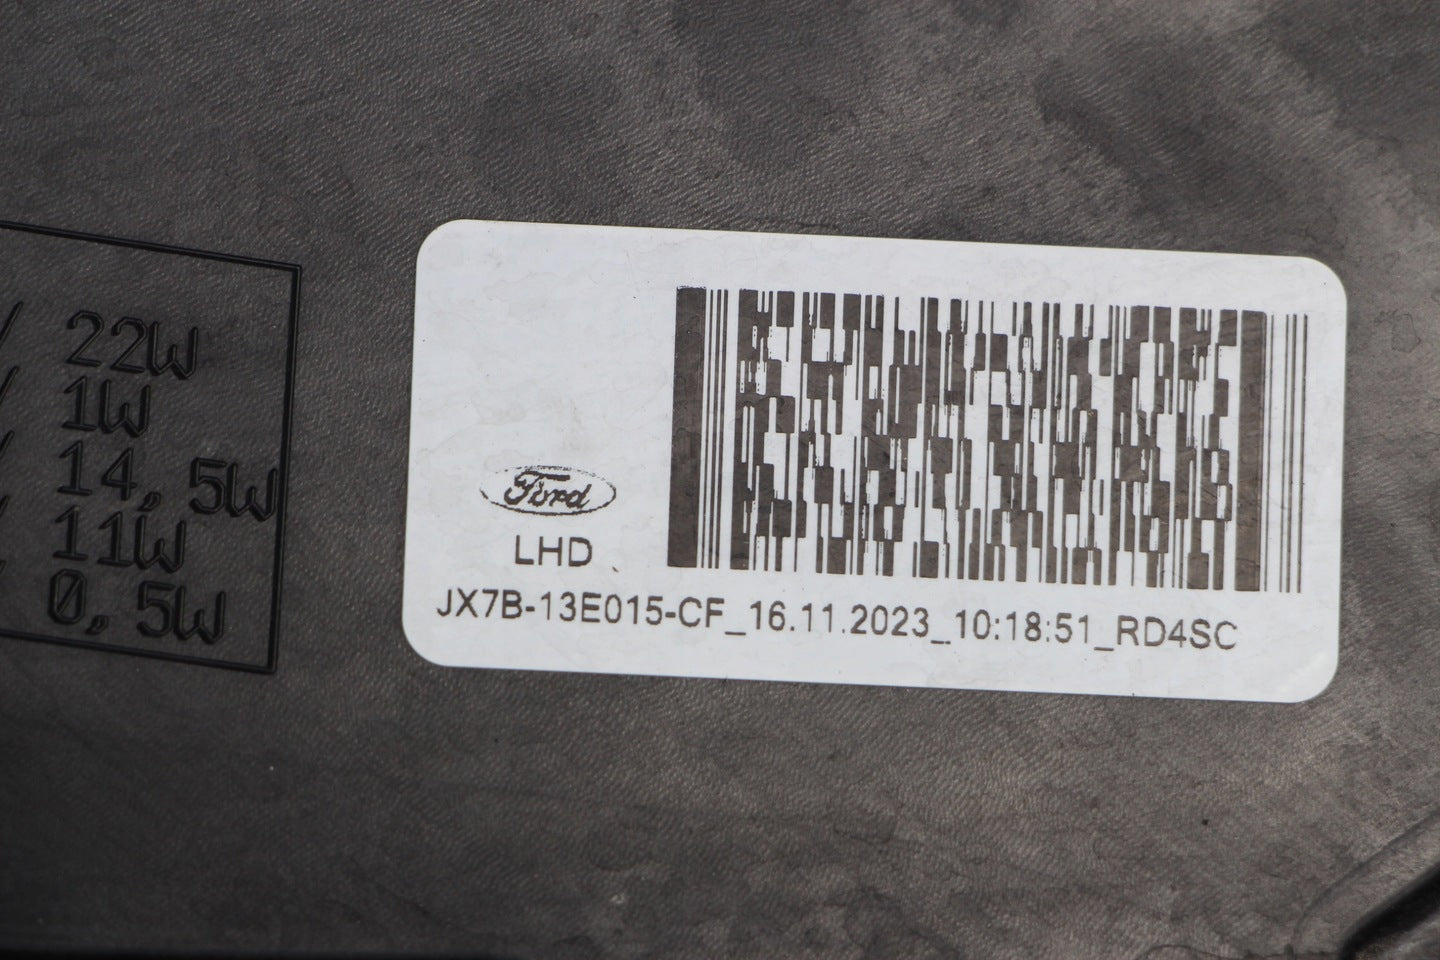 22W
1W
14,5W
11W
0,5W
Ford
LHD
JX7B-13E015-CF_16.11.2023_10:18:51_RD4SC